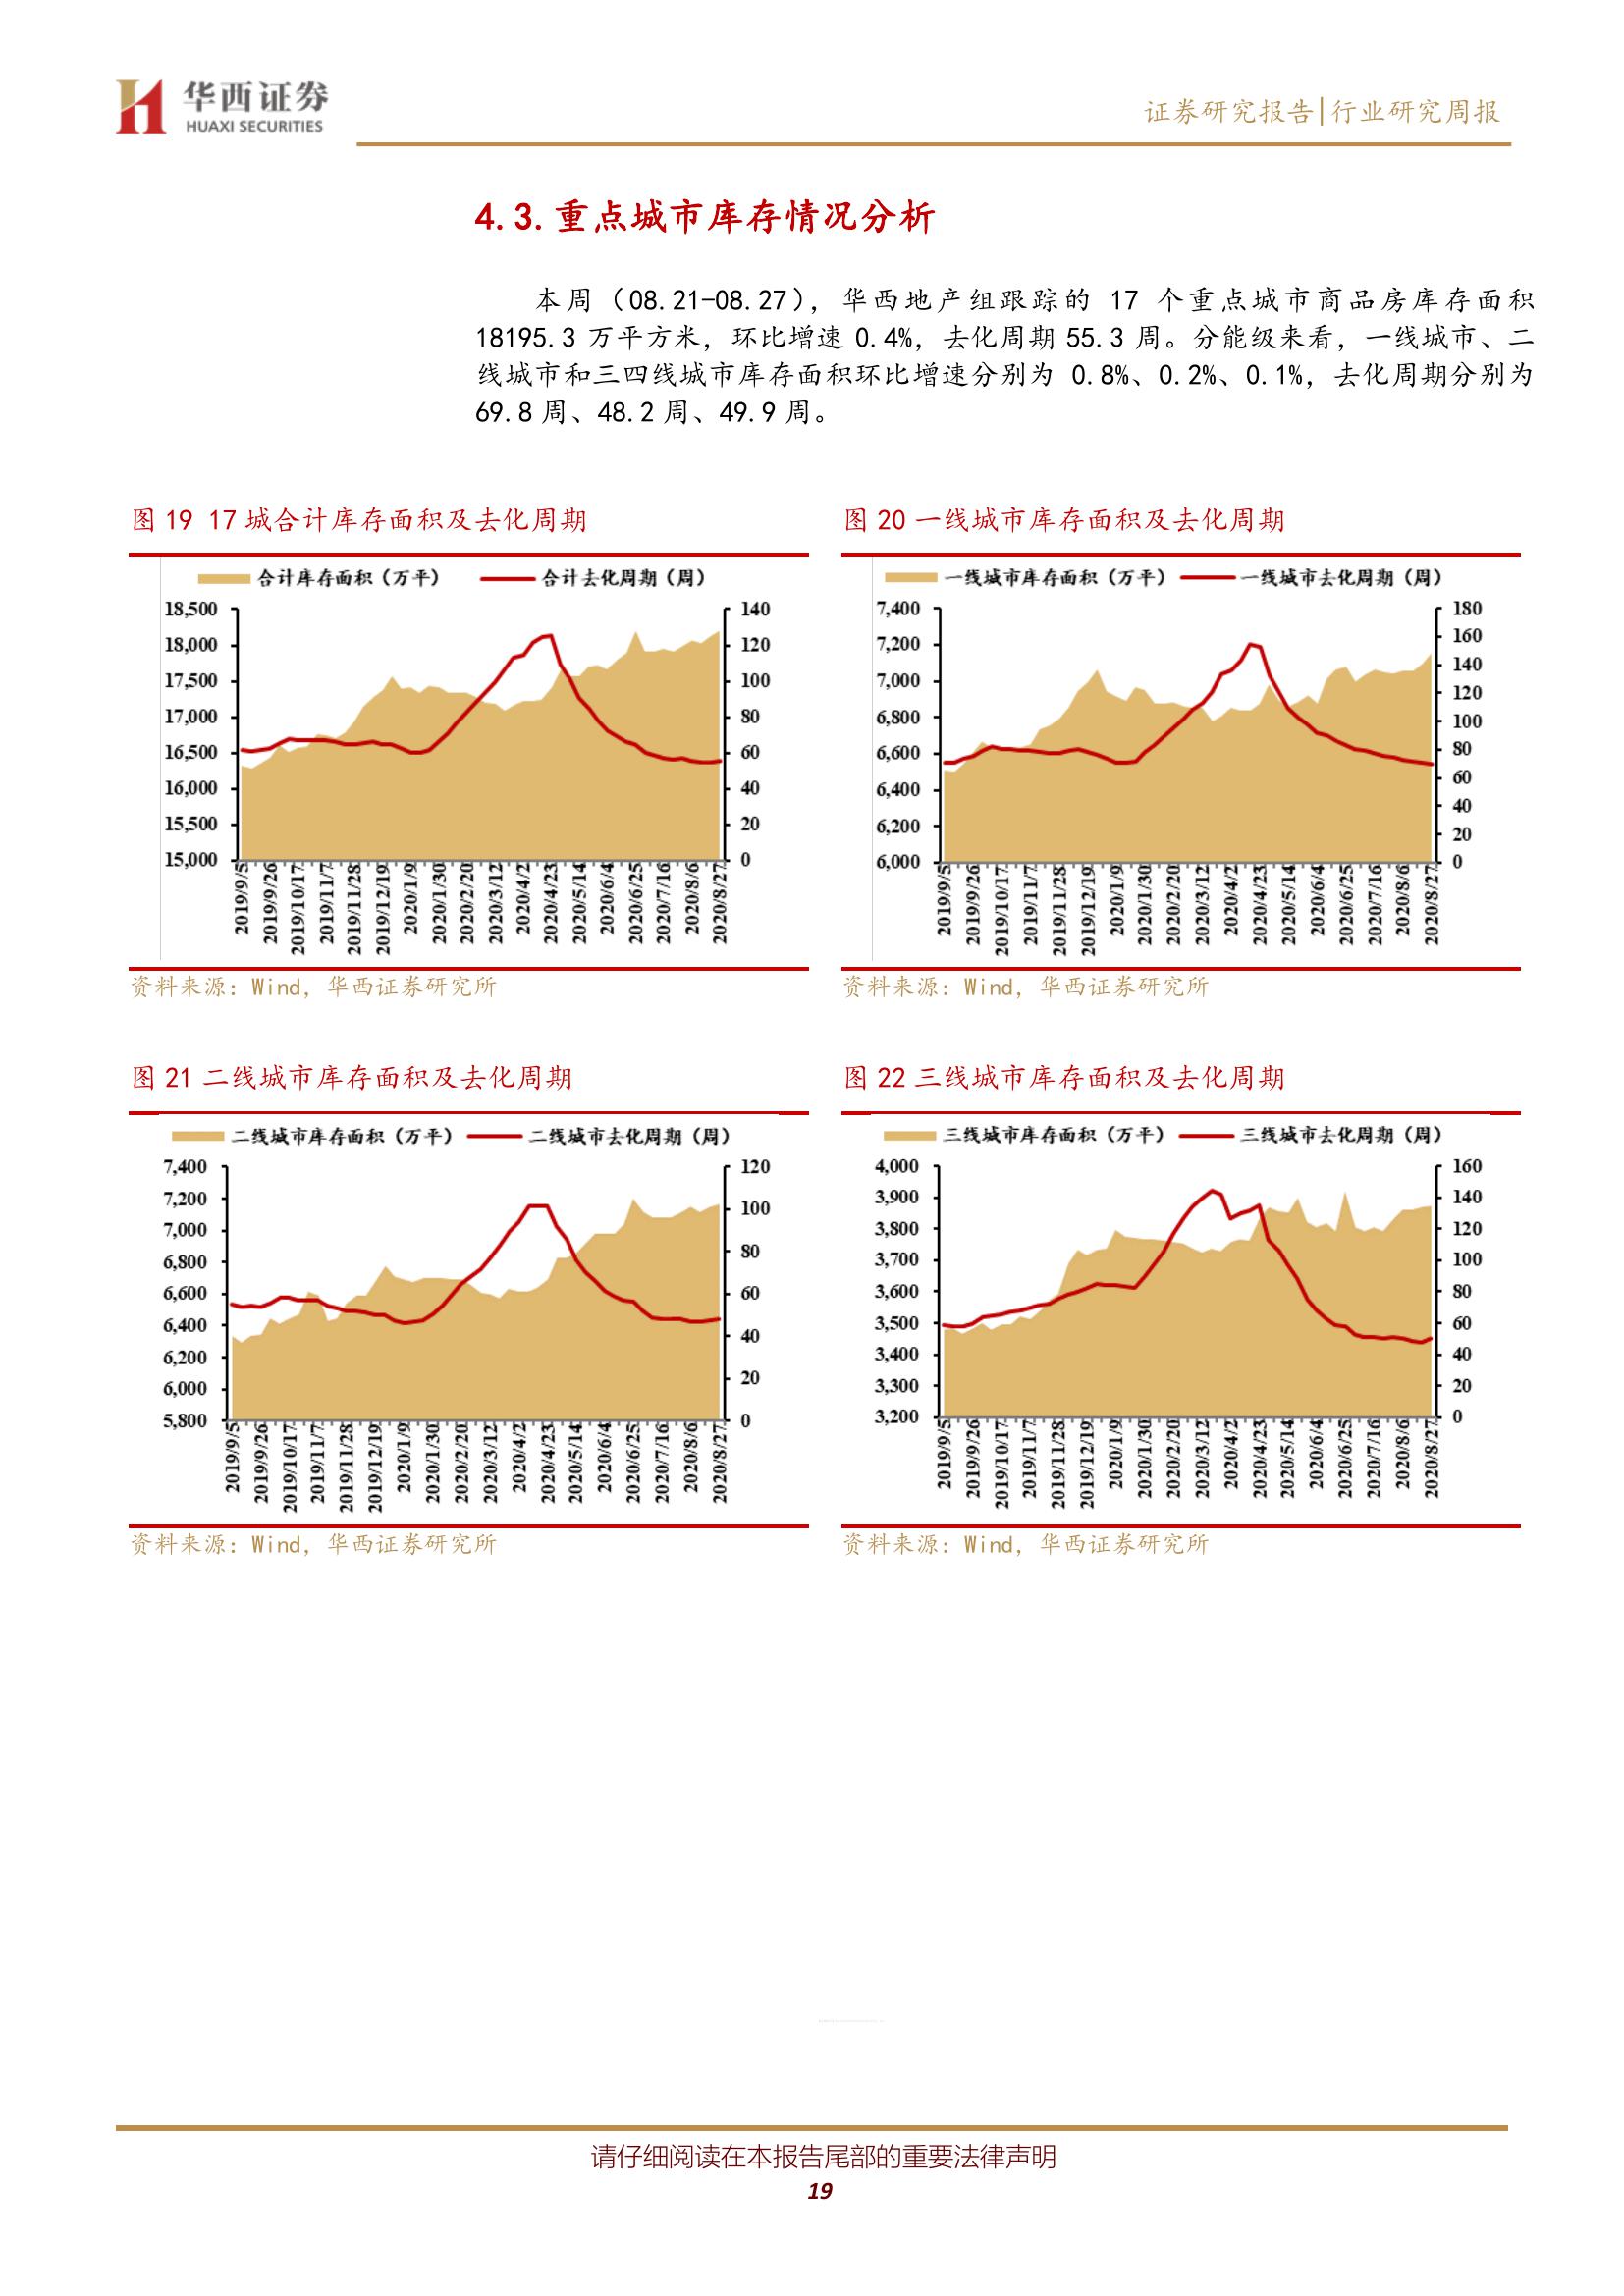 华西证券
HUAXI SECURITIES
证券研究报告|行业研究周报
4.3.重点城市库存情况分析
本周（08.21-08.27），华西地产组跟踪的 17 个重点城市商品房库存面积
18195.3 万平方米，环比增速 0.4%，去化周期 55.3 周。分能级来看，一线城市、二
线城市和三四线城市库存面积环比增速分别为 0.8%、0.2%、0.1%，去化周期分别为
69.8 周、48.2 周、49.9 周。
图 19 17 城合计库存面积及去化周期
合计库存面积（万平） 合计去化周期（周）
18,500 140
18,000 120
17,500 100
17,000 80
16,500 60
16,000 40
15,500 20
15,000 0
2019/9/5 2019/9/26 2019/10/17 2019/11/7 2019/11/28 2019/12/19 2020/1/9 2020/1/30 2020/2/20 2020/3/12 2020/4/2 2020/4/23 2020/5/14 2020/6/4 2020/6/25 2020/7/16 2020/8/6 2020/8/27
资料来源：Wind，华西证券研究所
图 20 一线城市库存面积及去化周期
一线城市库存面积（万平） 一线城市去化周期（周）
7,400
7,200
7,000
6,800
6,600
6,400
6,200
6,000
180
160
140
120
100
80
60
40
20
0
2019/9/5 2019/9/26 2019/10/17 2019/11/7 2019/11/28 2019/12/19 2020/1/9 2020/1/30 2020/2/20 2020/3/12 2020/4/2 2020/4/23 2020/5/14 2020/6/4 2020/6/25 2020/7/16 2020/8/6 2020/8/27
资料来源：Wind，华西证券研究所
图 21 二线城市库存面积及去化周期
二线城市库存面积（万平） 二线城市去化周期（周）
7,400
7,200
7,000
6,800
6,600
6,400
6,200
6,000
5,800
120
100
80
60
40
20
0
2019/9/5 2019/9/26 2019/10/17 2019/11/7 2019/11/28 2019/12/19 2020/1/9 2020/1/30 2020/2/20 2020/3/12 2020/4/2 2020/4/23 2020/5/14 2020/6/4 2020/6/25 2020/7/16 2020/8/6 2020/8/27
资料来源：Wind，华西证券研究所
图 22 三线城市库存面积及去化周期
三线城市库存面积（万平） 三线城市去化周期（周）
4,000 160
3,900 140
3,800 120
3,700 100
3,600 80
3,500 60
3,400 40
3,300 20
3,200 0
2019/9/5 2019/9/26 2019/10/17 2019/11/7 2019/11/28 2019/12/19 2020/1/9 2020/1/30 2020/2/20 2020/3/12 2020/4/2 2020/4/23 2020/5/14 2020/6/4 2020/6/25 2020/7/16 2020/8/6 2020/8/27
资料来源：Wind，华西证券研究所
请仔细阅读在本报告尾部的重要法律声明
19